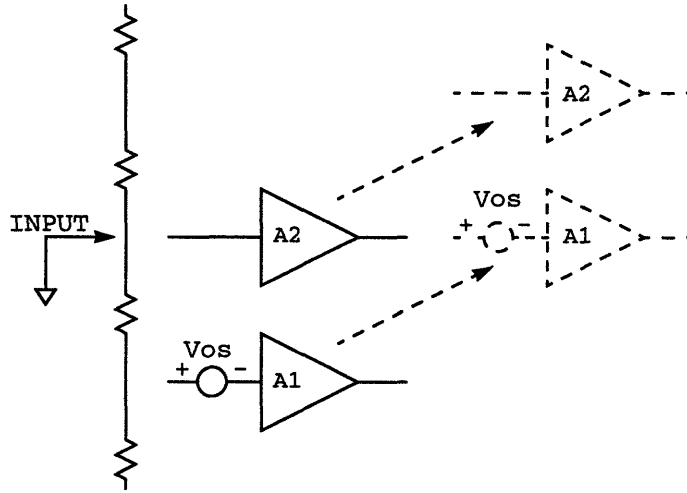 A2
Vos
+ -
A1
INPUT
A2
Vos
+ -
A1